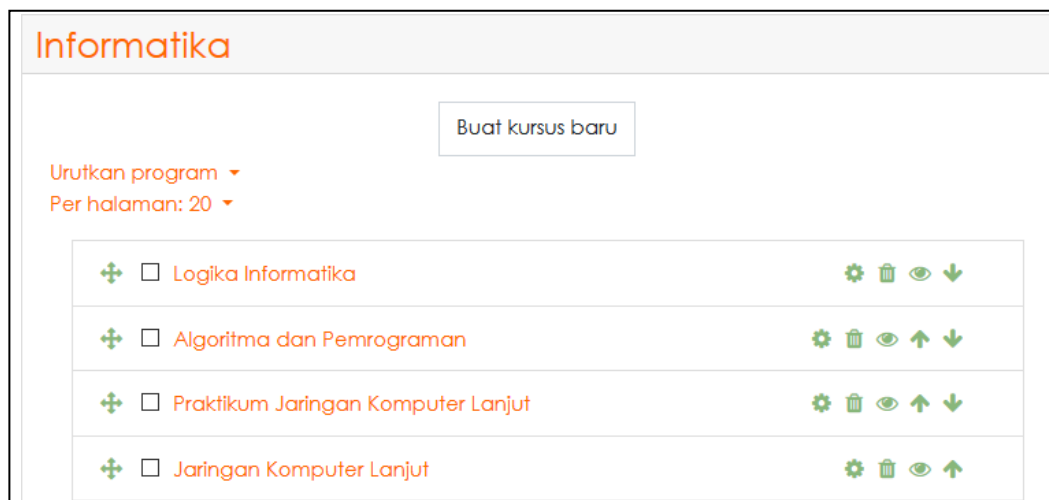 Informatika
Buat kursus baru
Urutkan program
Per halaman: 20
Logika Informatika
Algoritma dan Pemrograman
Praktikum Jaringan Komputer Lanjut
Jaringan Komputer Lanjut